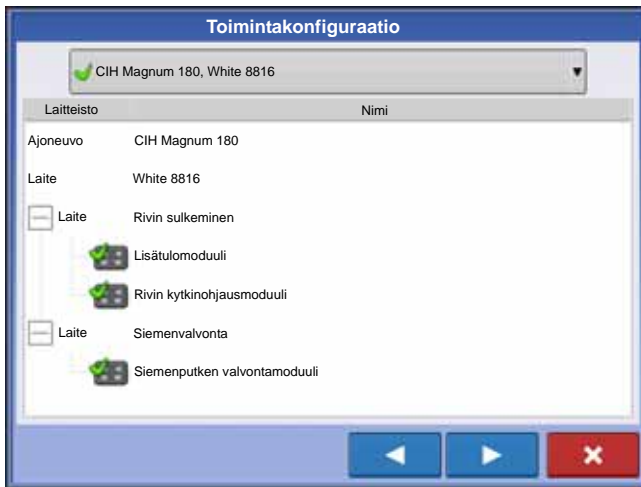 Toimintakonfiguraatio
CIH Magnum 180, White 8816
Laitteisto Nimi
Ajoneuvo CIH Magnum 180
Laite White 8816
Laite Rivin sulkeminen
Lisätulomoduuli
Rivin kytkinohjausmoduuli
Laite Siemenvalvonta
Siemenputken valvontamoduuli